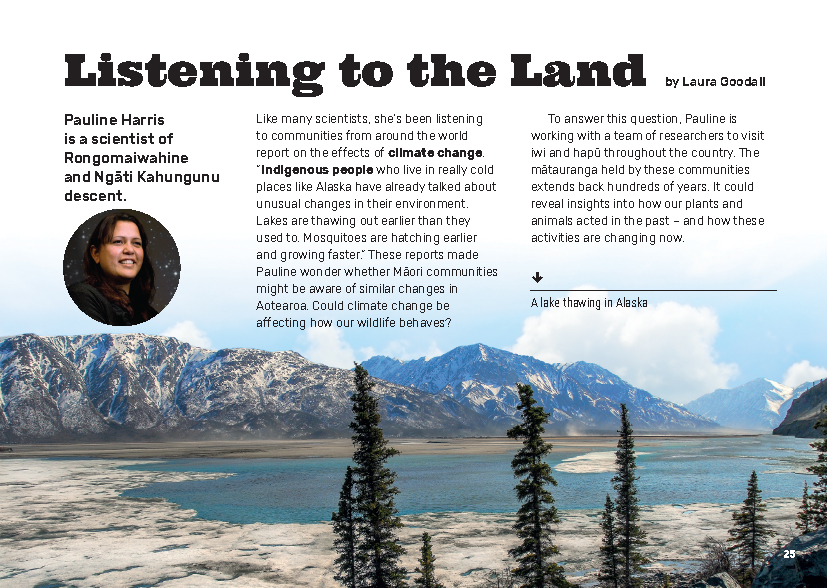 Listening to the Land
by Laura Goodall
Pauline Harris
is a scientist of
Rongomaiwahine
and Ngāti Kahungunu
descent.
Like many scientists, she's been listening
to communities from around the world
report on the effects of climate change.
“Indigenous people who live in really cold
places like Alaska have already talked about
unusual changes in their environment.
Lakes are thawing out earlier than they
used to. Mosquitoes are hatching earlier
and growing faster.” These reports made
Pauline wonder whether Māori communities
might be aware of similar changes in
Aotearoa. Could climate change be
affecting how our wildlife behaves?
To answer this question, Pauline is
working with a team of researchers to visit
iwi and hapū throughout the country. The
mātauranga held by these communities
extends back hundreds of years. It could
reveal insights into how our plants and
animals acted in the past – and how these
activities are changing now.
A lake thawing in Alaska
25